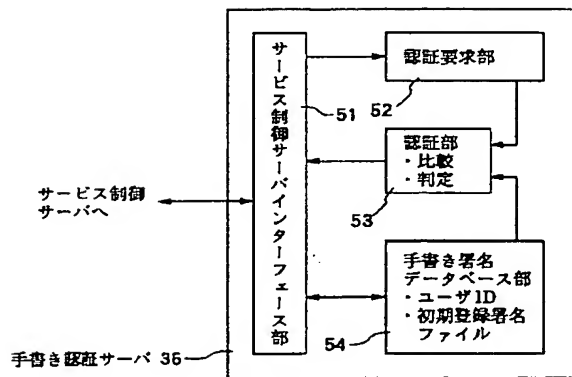 サービス制御サーバインターフェース部
51
認証要求部
52
認証部
・比較
・判定
53
サービス制御
サーバへ
手書き署名
データベース部
・ユーザID
・初期登録署名
ファイル
54
手書き認証サーバ 36